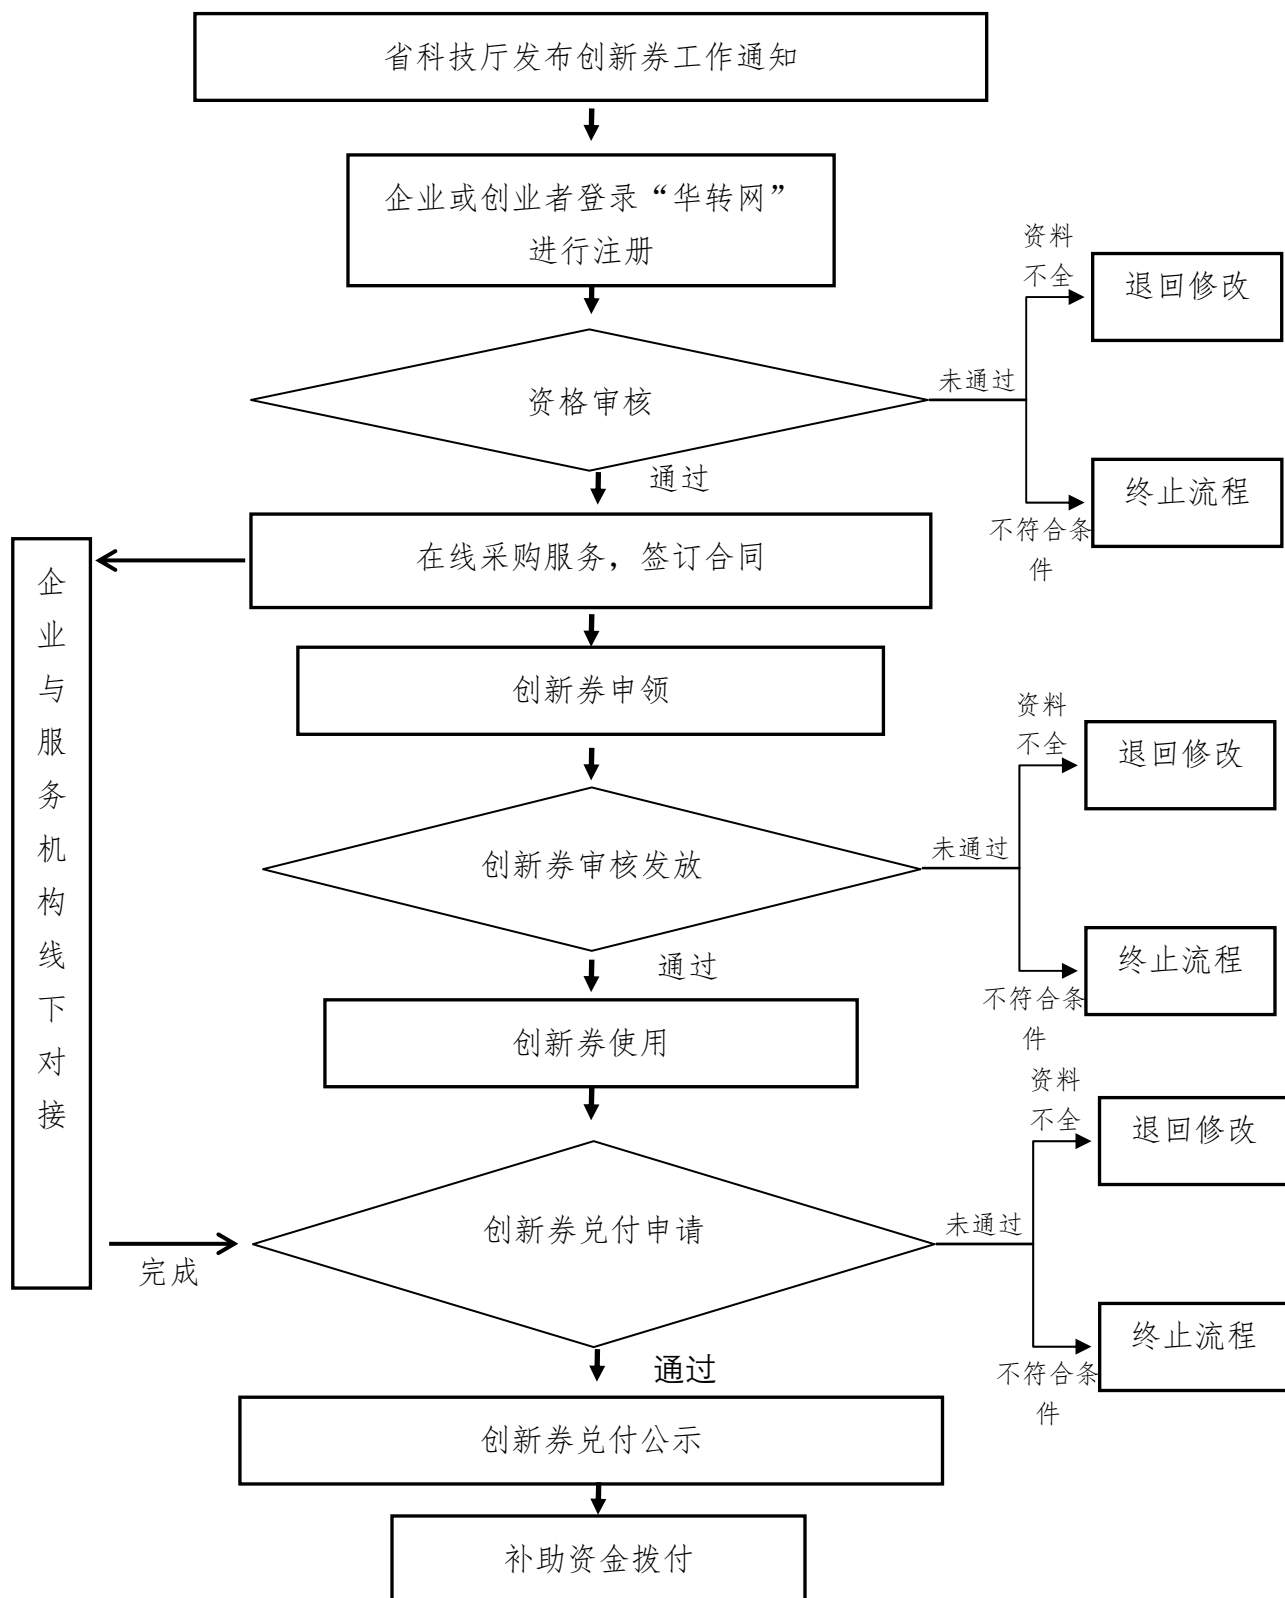 省科技厅发布创新券工作通知
企业或创业者登录“华转网”
进行注册
资料
不全
退回修改
资格审核
未通过
通过
终止流程
不符合条
件
在线采购服务，签订合同
企
业
与
服
务
机
构
线
下
对
接
创新券申领
资料
不全
退回修改
创新券审核发放
未通过
通过
终止流程
不符合条
件
创新券使用
资料
不全
退回修改
创新券兑付申请
未通过
完成
通过
终止流程
不符合条
件
创新券兑付公示
补助资金拨付